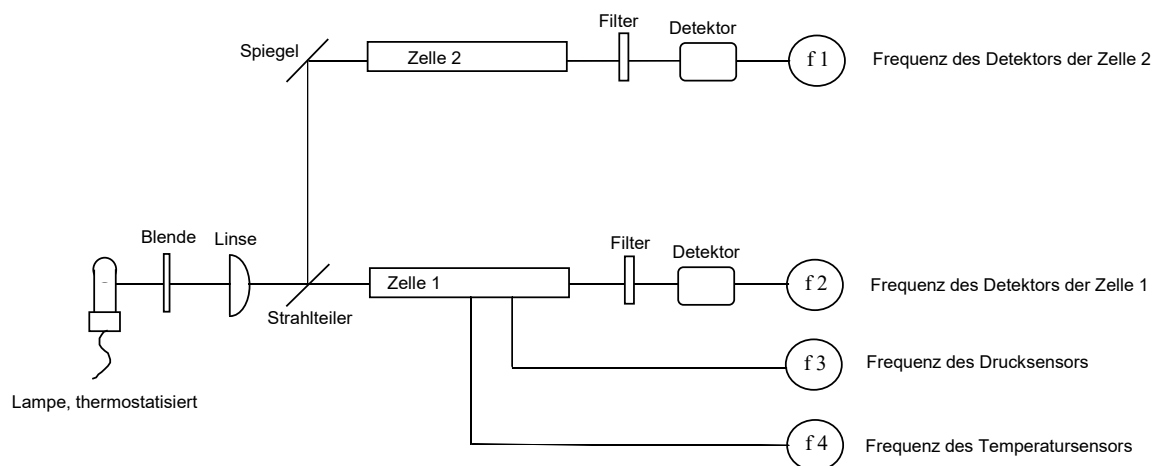 Filter
Detektor
Spiegel
Zelle 2
f 1
Frequenz des Detektors der Zelle 2
Blende
Linse
Filter
Detektor
Zelle 1
f 2
Frequenz des Detektors der Zelle 1
Strahlteiler
f 3
Frequenz des Drucksensors
Lampe, thermostatisiert
f 4
Frequenz des Temperatursensors